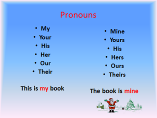 Pronouns
• My
• Your
• His
• Her
• Our
• Their
This is my book
• Mine
• Yours
• His
• Hers
• Ours
• Theirs
The book is mine